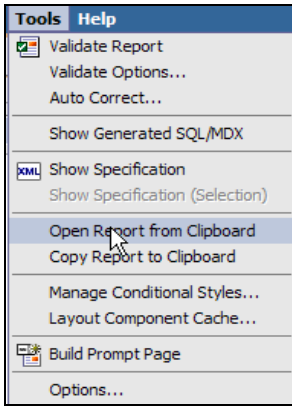 Tools Help
Validate Report
Validate Options...
Auto Correct...
Show Generated SQL/MDX
XML Show Specification
Show Specification (Selection)
Open Report from Clipboard
Copy Report to Clipboard
Manage Conditional Styles...
Layout Component Cache...
Build Prompt Page
Options...